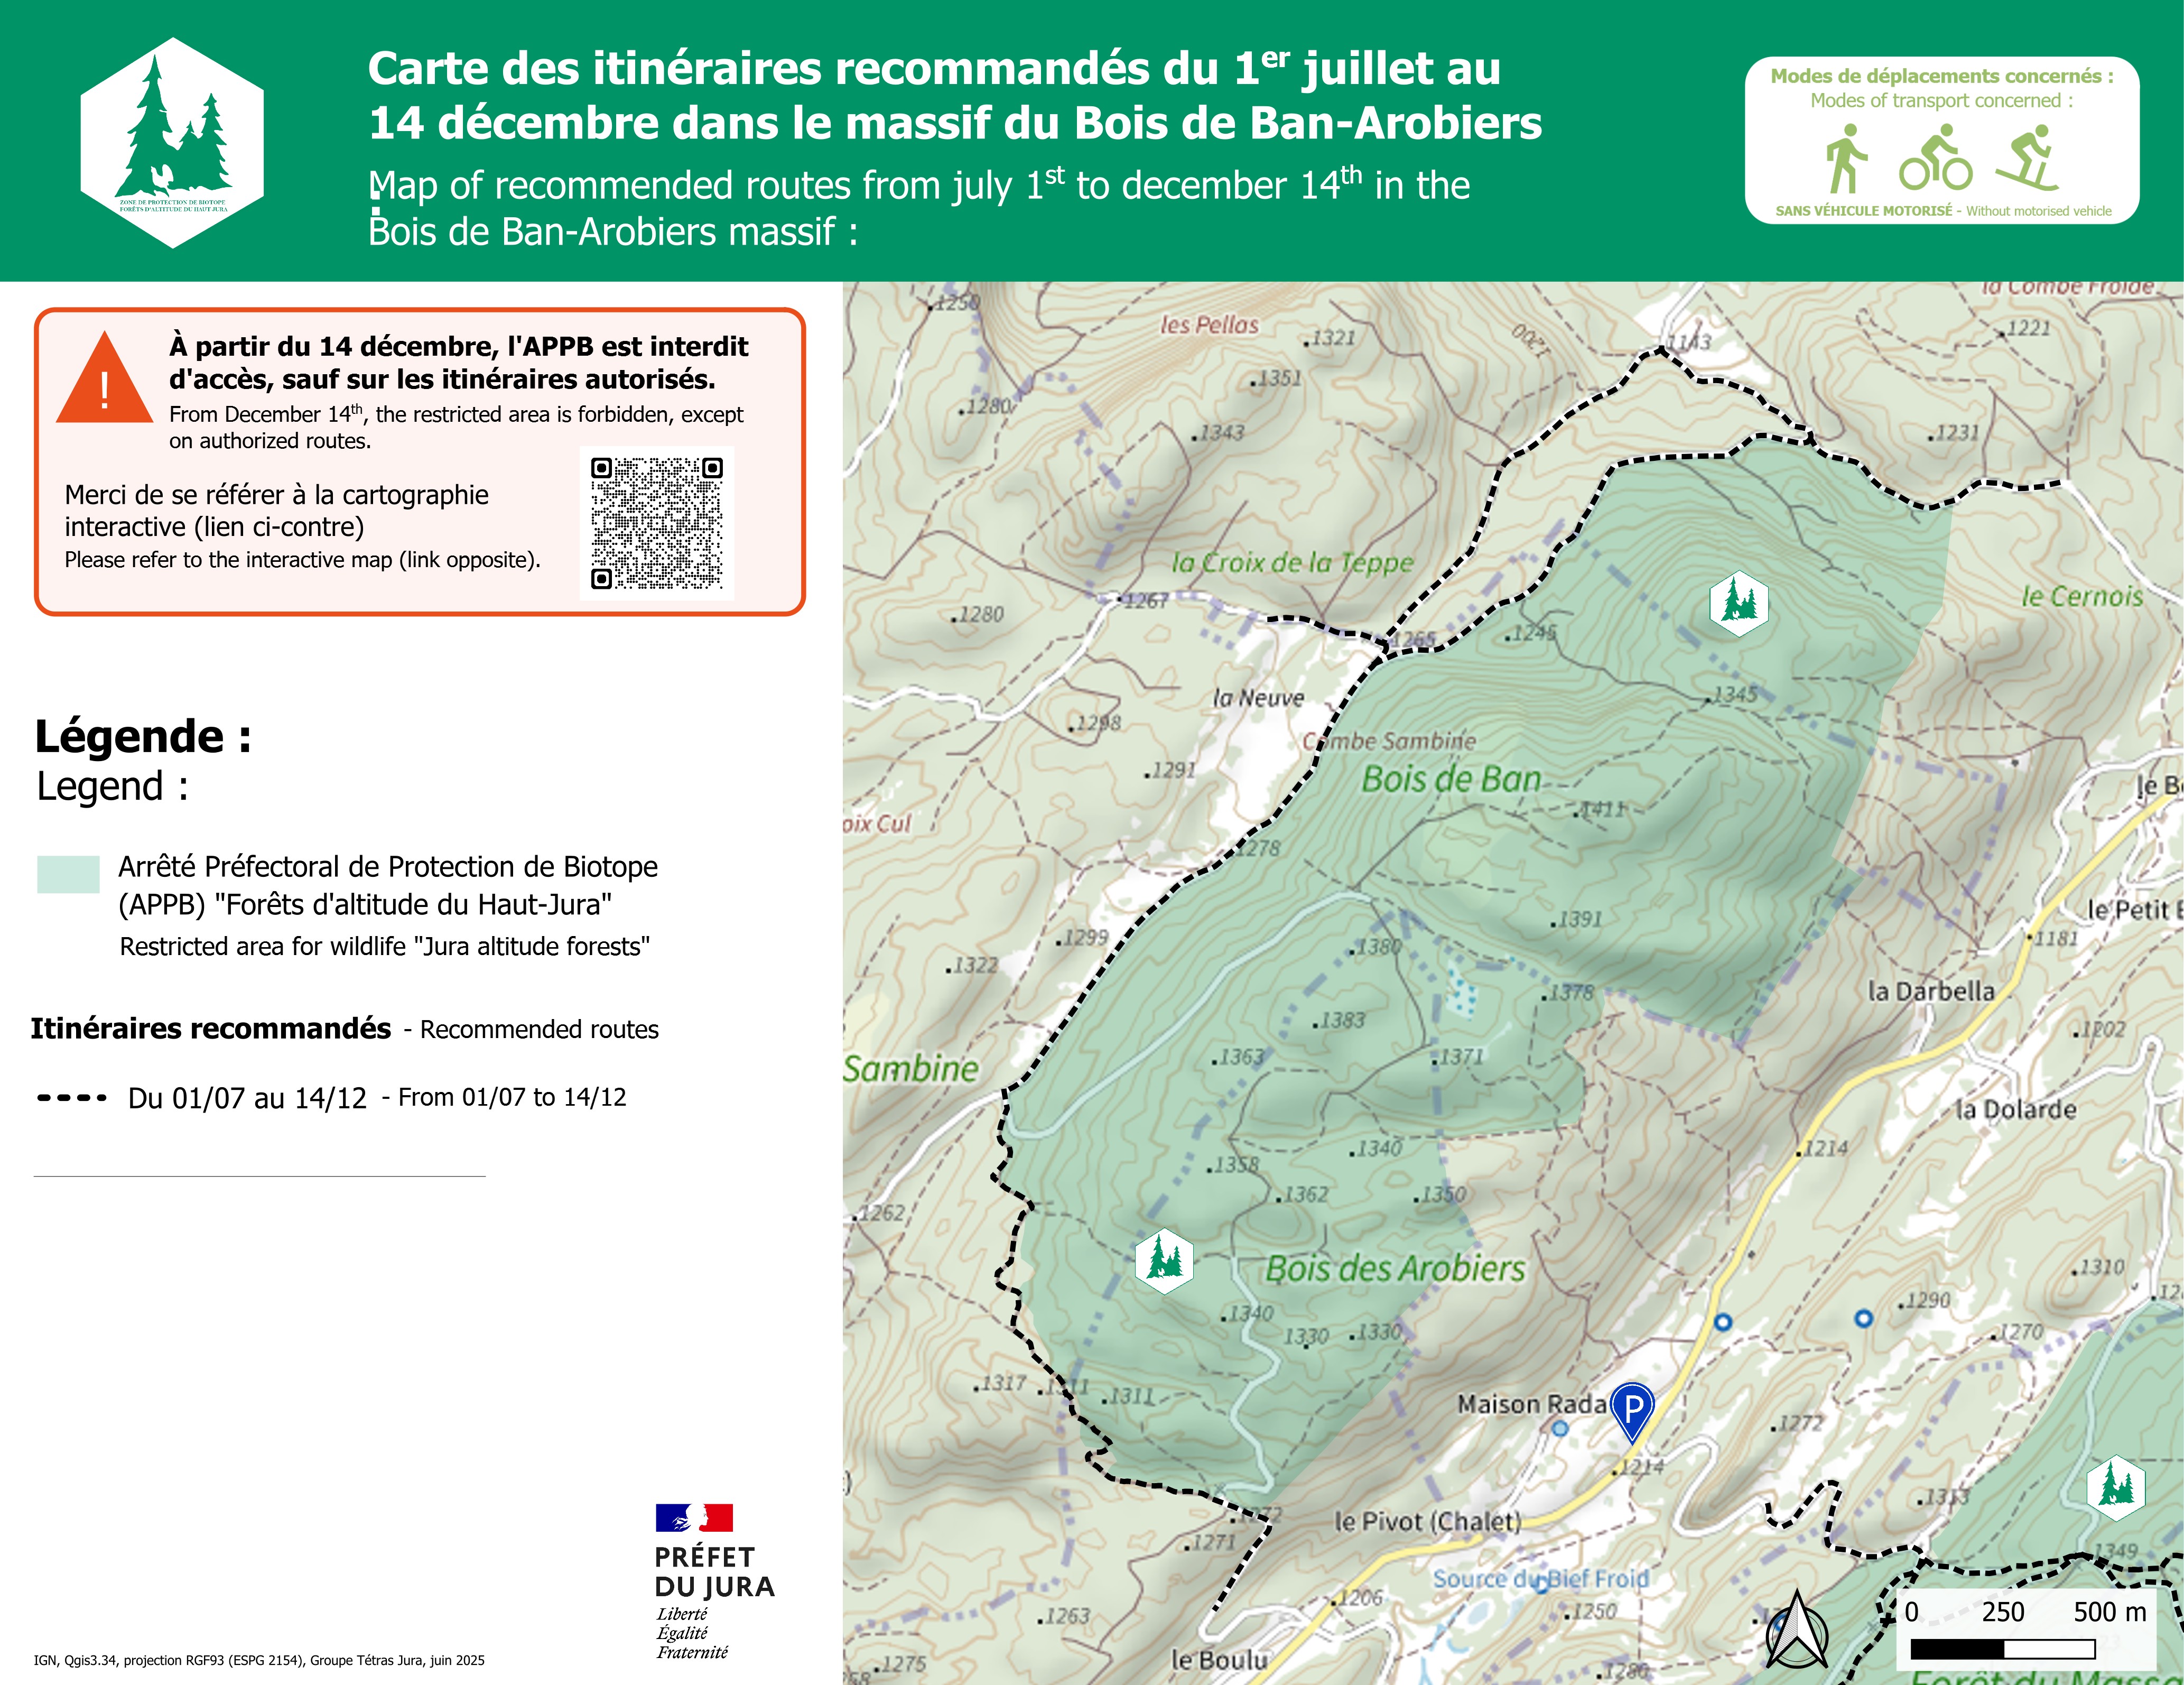 Carte des itinéraires recommandés du 1er juillet au
14 décembre dans le massif du Bois de Ban-Arobiers
:
Map of recommended routes from july 1st to december 14th in the
Bois de Ban-Arobiers massif :
ZONE DE PROTECTION DE BIOTOPE
FORÊTS D'ALTITUDE DU HAUT-JURA
Modes de déplacements concernés :
Modes of transport concerned :
SANS VÉHICULE MOTORISÉ - Without motorised vehicle
!
À partir du 14 décembre, l'APPB est interdit
d'accès, sauf sur les itinéraires autorisés.
From December 14th, the restricted area is forbidden, except
on authorized routes.
Merci de se référer à la cartographie
interactive (lien ci-contre)
Please refer to the interactive map (link opposite).
Légende :
Legend :
Arrêté Préfectoral de Protection de Biotope
(APPB) "Forêts d'altitude du Haut-Jura"
Restricted area for wildlife "Jura altitude forests"
Itinéraires recommandés - Recommended routes
Du 01/07 au 14/12 - From 01/07 to 14/12
PRÉFET
DU JURA
Liberté
Égalité
Fraternité
IGN, Qgis3.34, projection RGF93 (ESPG 2154), Groupe Tétras Jura, juin 2025
la Combe Froide
1250
les Pellas
1321
1200
1143
1221
1351
1280
1343
1231
la Croix de la Teppe
1267
1280
1265
1245
le Cernois
la Neuve
1345
1298
Combe Sambine
Bois de Ban
1291
1411
oix Cul
1278
1391
le Petit
1299
1380
1181
1322
1378
la Darbella
1383
1202
1363
1371
Sambine
la Dolarde
1340
1214
1358
1362
1350
1262
Bois des Arobiers
1310
1340
1290
1330
1330
1270
1317
1311
1311
Maison Rada
P
1272
1214
1313
1272
le Pivot (Chalet)
1271
1349
Source du Bief Froid
1206
1250
1263
le Boulu
1275
1280
0 250 500 m